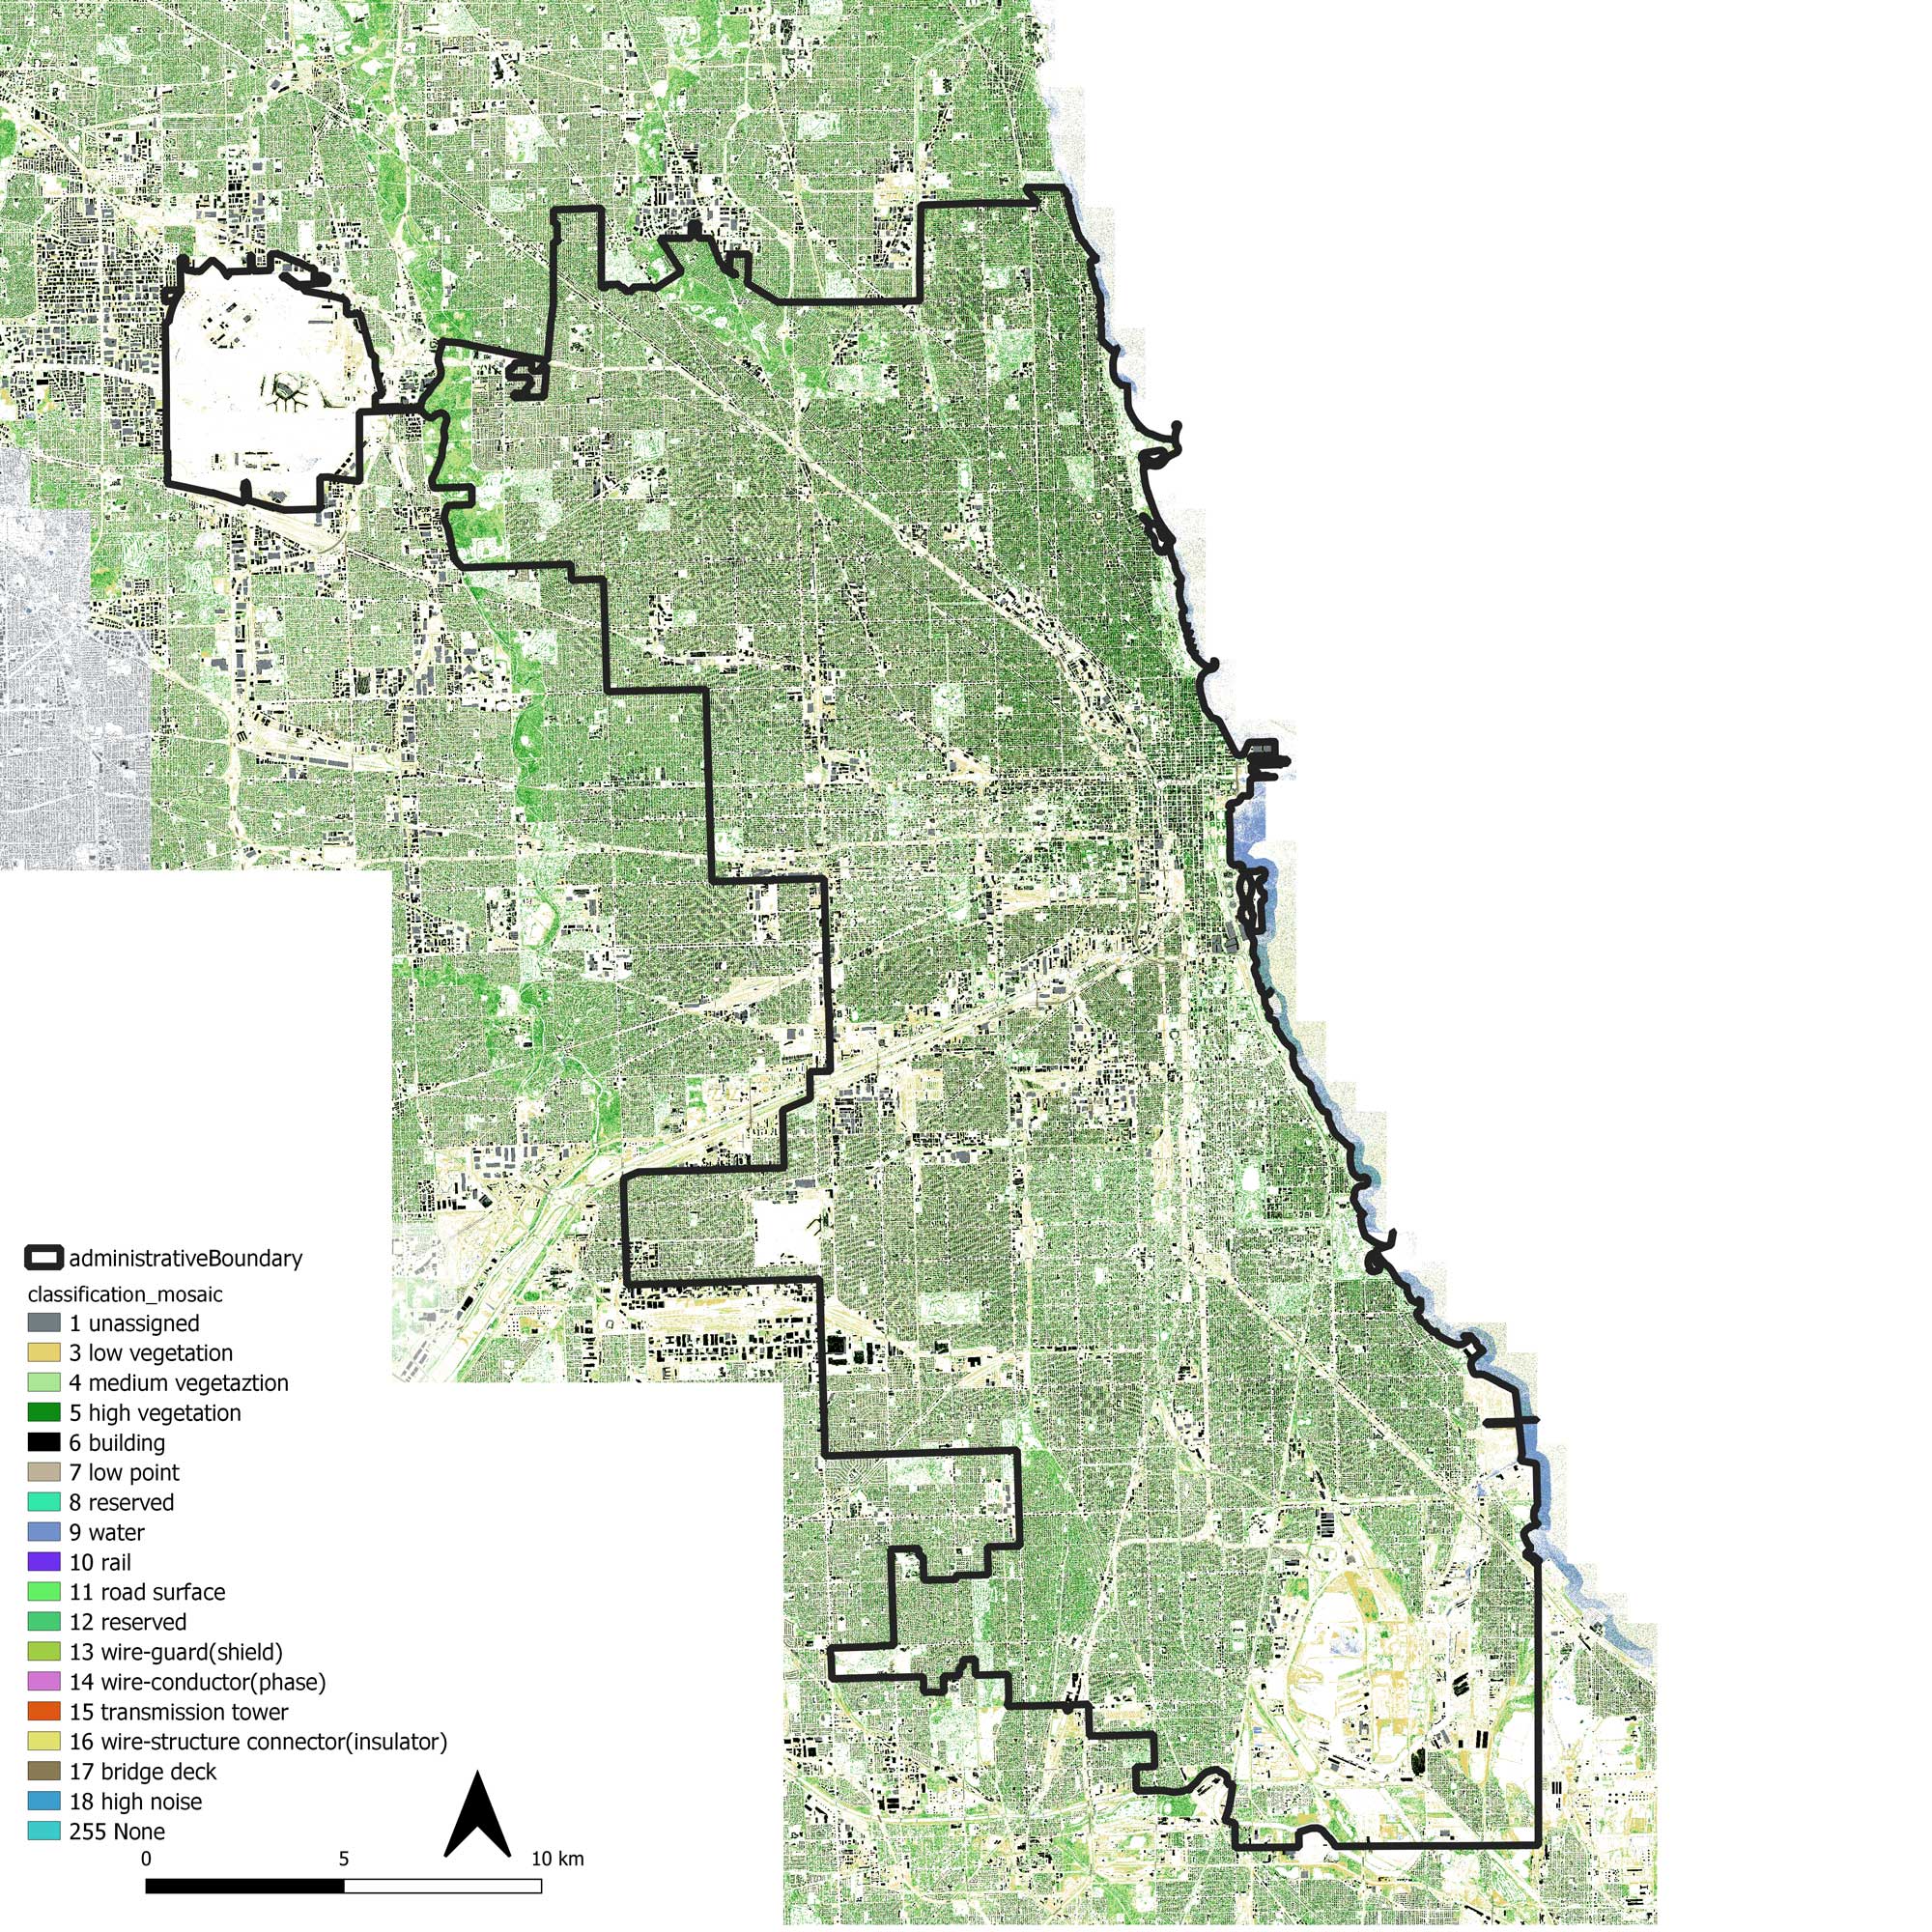 administrativeBoundary
classification_mosaic
1 unassigned
3 low vegetation
4 medium vegetaztion
5 high vegetation
6 building
7 low point
8 reserved
9 water
10 rail
11 road surface
12 reserved
13 wire-guard(shield)
14 wire-conductor(phase)
15 transmission tower
16 wire-structure connector(insulator)
17 bridge deck
18 high noise
255 None
0 5 10 km